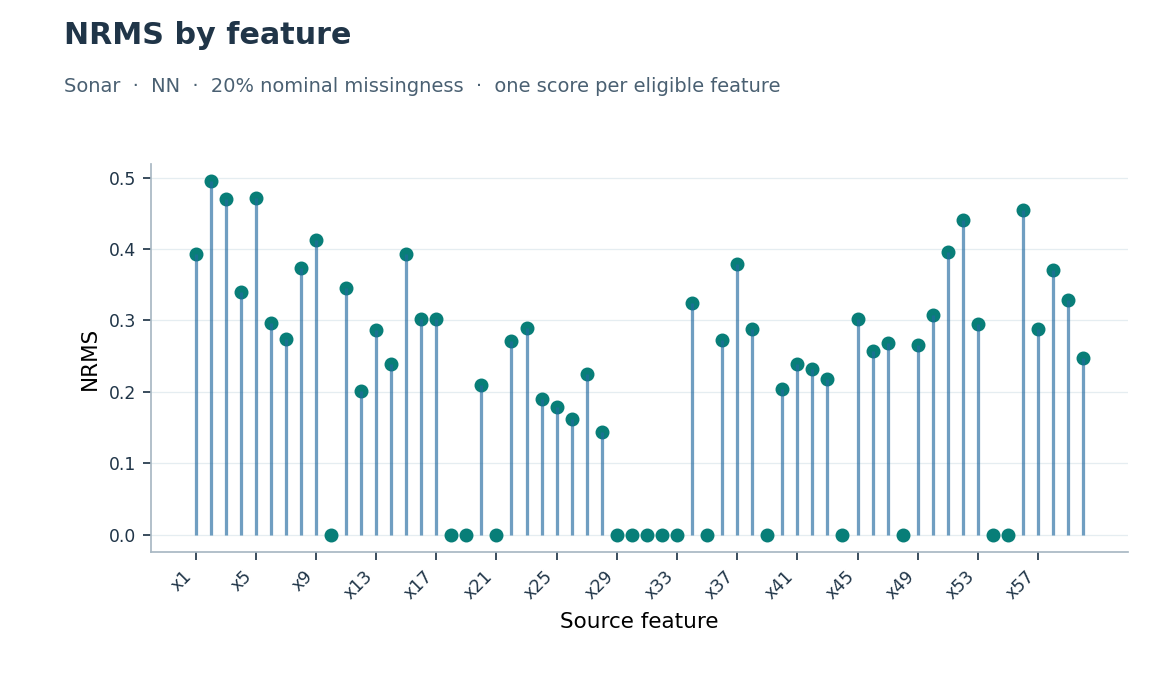 NRMS by feature
Sonar · NN · 20% nominal missingness · one score per eligible feature
0.5
0.4
0.3
0.2
0.1
0.0
NRMS
x1 x5 x9 x13 x17 x21 x25 x29 x33 x37 x41 x45 x49 x53 x57
Source feature